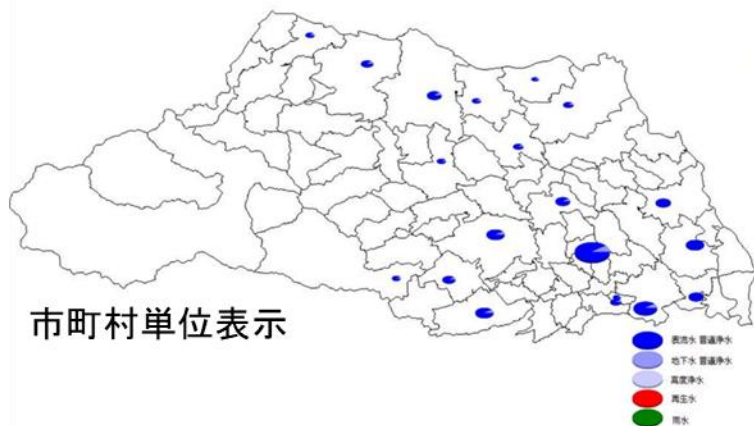 市町村単位表示
表流水 普通浄水
地下水 普通浄水
高度浄水
再生水
雨水